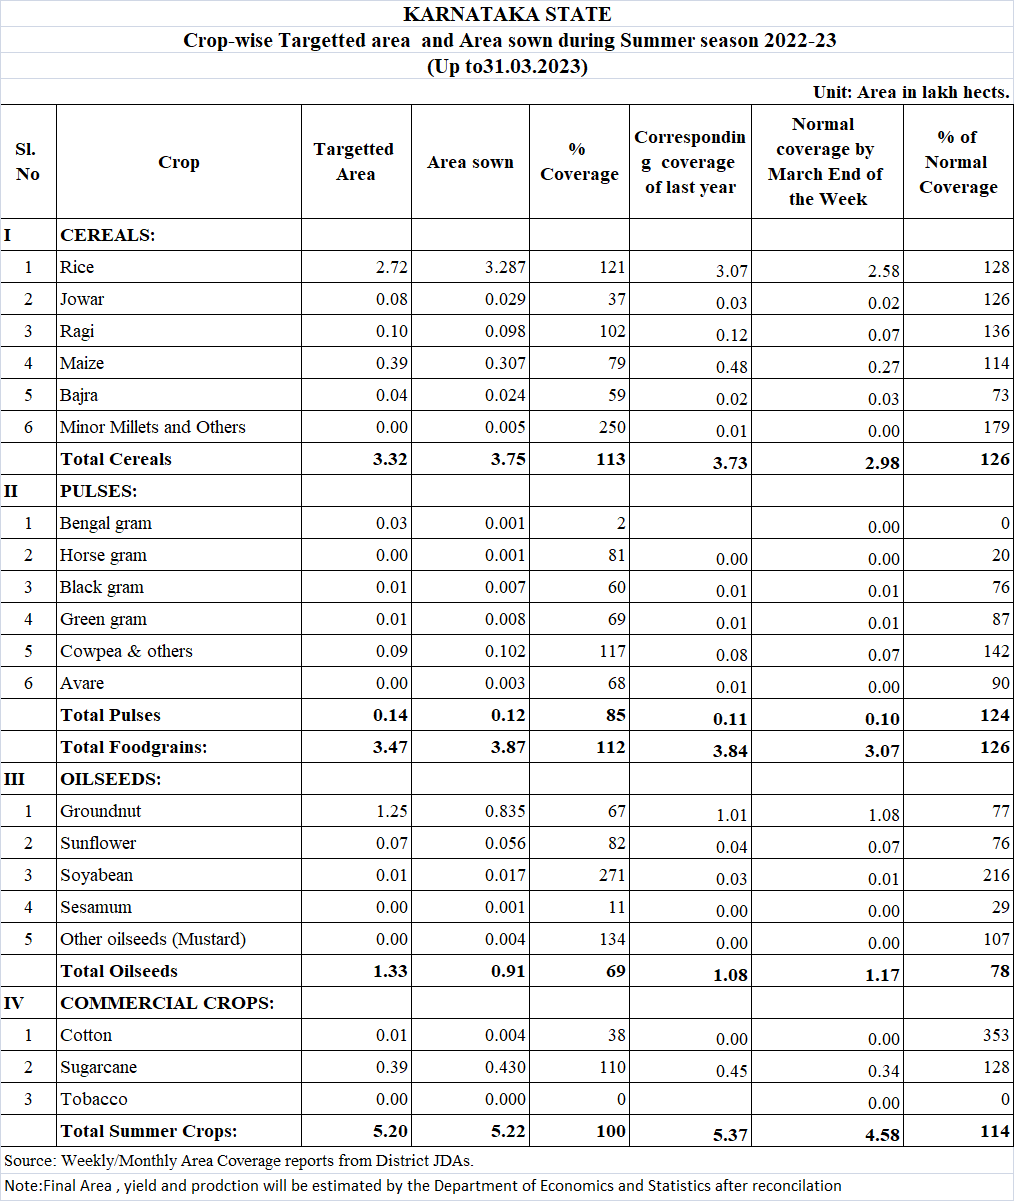 KARNATAKA STATE
Crop-wise Targetted area and Area sown during Summer season 2022-23
(Up to31.03.2023)
Unit: Area in lakh hects.
Sl. No Crop Targetted Area Area sown % Coverage Correspondin g coverage of last year Normal coverage by March End of the Week % of Normal Coverage
I CEREALS:
1 Rice 2.72 3.287 121 3.07 2.58 128
2 Jowar 0.08 0.029 37 0.03 0.02 126
3 Ragi 0.10 0.098 102 0.12 0.07 136
4 Maize 0.39 0.307 79 0.48 0.27 114
5 Bajra 0.04 0.024 59 0.02 0.03 73
6 Minor Millets and Others 0.00 0.005 250 0.01 0.00 179
Total Cereals 3.32 3.75 113 3.73 2.98 126
II PULSES:
1 Bengal gram 0.03 0.001 2 0.00 0
2 Horse gram 0.00 0.001 81 0.00 0.00 20
3 Black gram 0.01 0.007 60 0.01 0.01 76
4 Green gram 0.01 0.008 69 0.01 0.01 87
5 Cowpea & others 0.09 0.102 117 0.08 0.07 142
6 Avare 0.00 0.003 68 0.01 0.00 90
Total Pulses 0.14 0.12 85 0.11 0.10 124
Total Foodgrains: 3.47 3.87 112 3.84 3.07 126
III OILSEEDS:
1 Groundnut 1.25 0.835 67 1.01 1.08 77
2 Sunflower 0.07 0.056 82 0.04 0.07 76
3 Soyabean 0.01 0.017 271 0.03 0.01 216
4 Sesamum 0.00 0.001 11 0.00 0.00 29
5 Other oilseeds (Mustard) 0.00 0.004 134 0.00 0.00 107
Total Oilseeds 1.33 0.91 69 1.08 1.17 78
IV COMMERCIAL CROPS:
1 Cotton 0.01 0.004 38 0.00 0.00 353
2 Sugarcane 0.39 0.430 110 0.45 0.34 128
3 Tobacco 0.00 0.000 0 0.00 0
Total Summer Crops: 5.20 5.22 100 5.37 4.58 114
Source: Weekly/Monthly Area Coverage reports from District JDAs.
Note:Final Area , yield and prodction will be estimated by the Department of Economics and Statistics after reconcilation